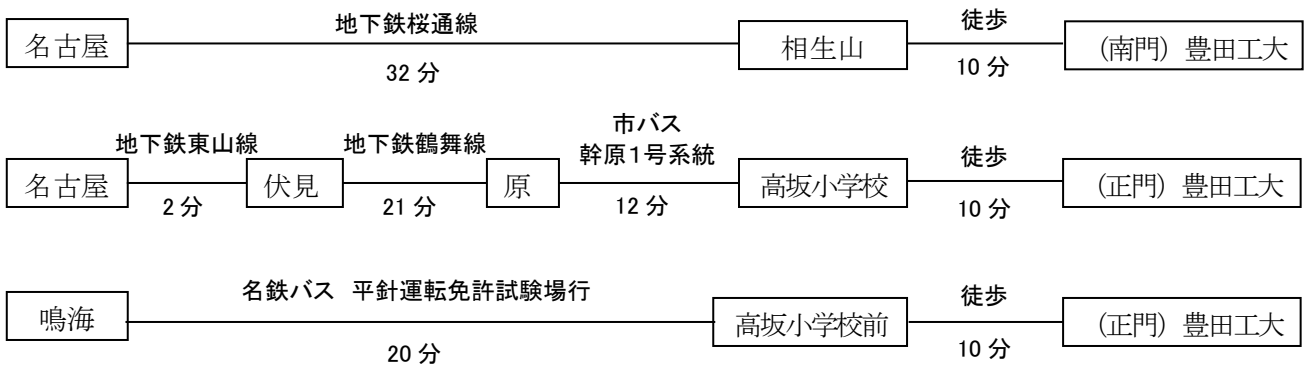 地下鉄桜通線
徒歩
名古屋
相生山
(南門) 豊田工大
32 分
10 分
市バス
地下鉄東山線
地下鉄鶴舞線
幹原1号系統
徒歩
名古屋
伏見
原
高坂小学校
(正門) 豊田工大
2 分
21 分
12 分
10 分
名鉄バス 平針運転免許試験場行
徒歩
鳴海
高坂小学校前
(正門) 豊田工大
20 分
10 分